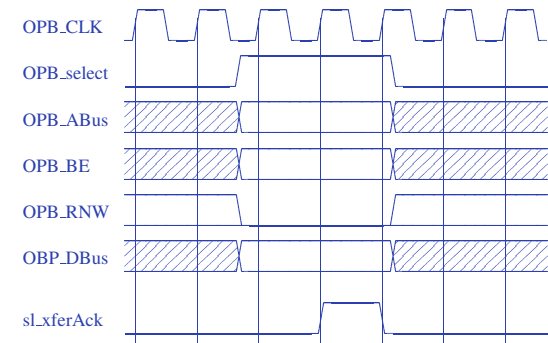 OPB_CLK
OPB_select
OPB_ABus
OPB_BE
OPB_RNW
OBP_DBus
sl_xferAck